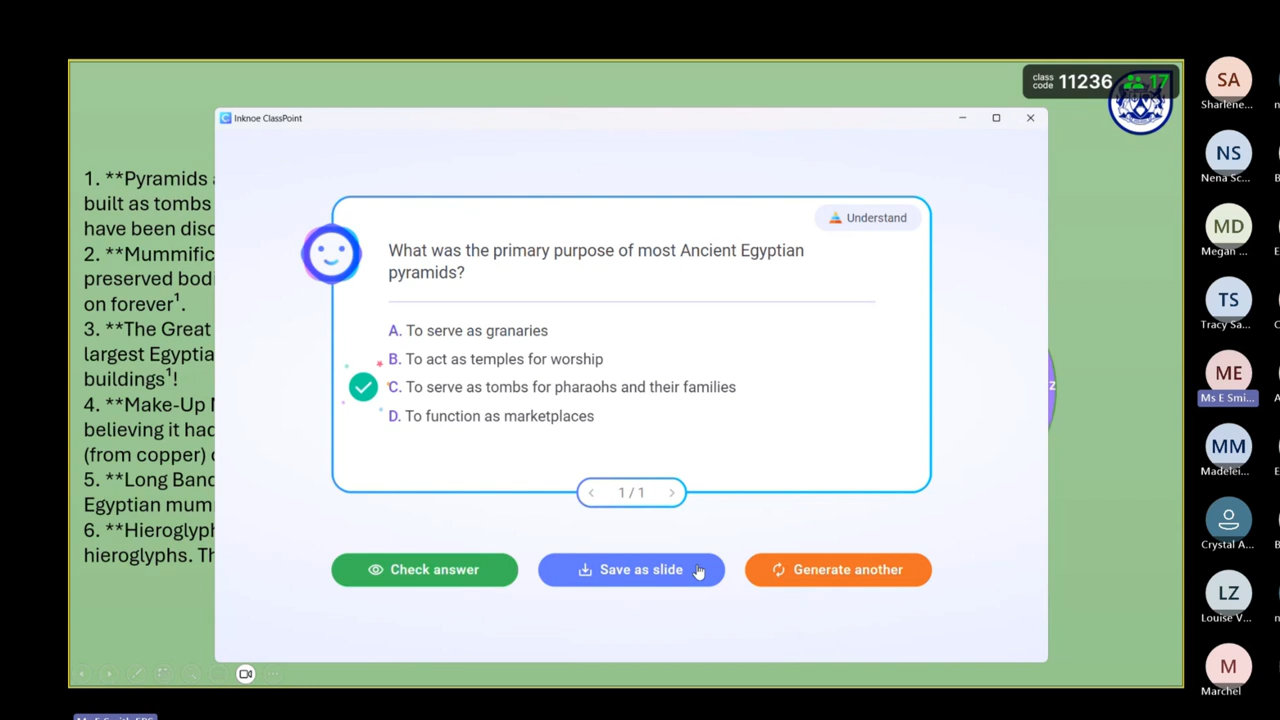 class code 11236 17
Inknoe ClassPoint
1. **Pyramids
built as tombs
have been disc
2. **Mummific
preserved bod
on forever¹.
3. **The Great
largest Egyptia
buildings¹!
4. **Make-Up
believing it had
(from copper)
5. **Long Band
Egyptian mum
6. **Hieroglyph
hieroglyphs. Th
Understand
What was the primary purpose of most Ancient Egyptian
pyramids?
A. To serve as granaries
B. To act as temples for worship
C. To serve as tombs for pharaohs and their families
D. To function as marketplaces
1 / 1
Check answer
Save as slide
Generate another
z
SA
Sharlene...
NS
Nena Sc...
MD
Megan ...
TS
Tracy Sa...
ME
Ms E Smi...
MM
Madelei...
Crystal A...
LZ
Louise V...
M
Marchel